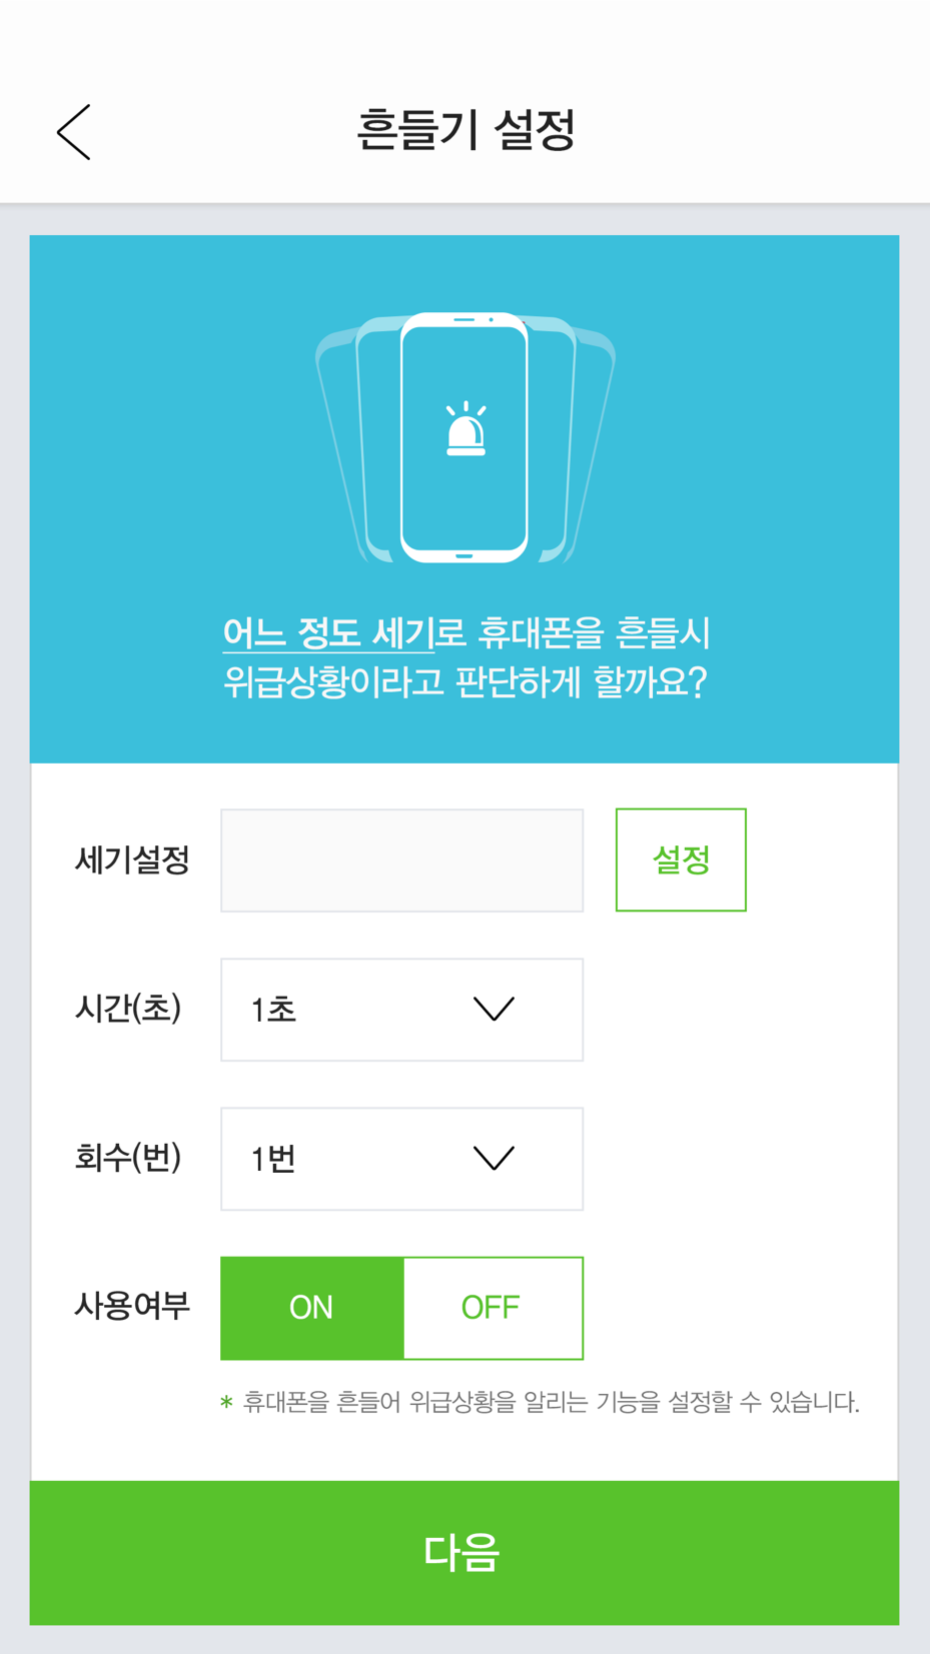 흔들기 설정
어느 정도 세기로 휴대폰을 흔들시
위급상황이라고 판단하게 할까요?
세기설정
설정
시간(초)
1초
회수(번)
1번
사용여부
ON
OFF
* 휴대폰을 흔들어 위급상황을 알리는 기능을 설정할 수 있습니다.
다음